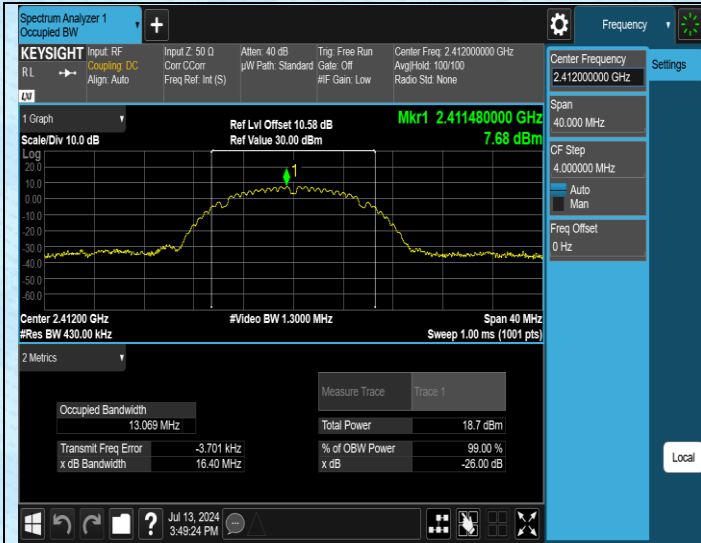 Spectrum Analyzer 1
Occupied BW
+
Frequency
KEYSIGHT
RL
LXI
Input: RF
Coupling: DC
Align: Auto
Input Z: 50 Ω
Corr CCorr
Freq Ref: Int (S)
Atten: 40 dB
µW Path: Standard
Trig: Free Run
Gate: Off
#IF Gain: Low
Center Freq: 2.412000000 GHz
Avg|Hold: 100/100
Radio Std: None
1 Graph
Scale/Div 10.0 dB
Ref Lvl Offset 10.58 dB
Ref Value 30.00 dBm
Mkr1 2.411480000 GHz
7.68 dBm
Log
20.0
10.0
0.00
-10.0
-20.0
-30.0
-40.0
-50.0
-60.0
1
Center 2.41200 GHz
#Res BW 430.00 kHz
#Video BW 1.3000 MHz
Span 40 MHz
Sweep 1.00 ms (1001 pts)
2 Metrics
Measure Trace Trace 1
Occupied Bandwidth
13.069 MHz
Total Power 18.7 dBm
Transmit Freq Error -3.701 kHz
x dB Bandwidth 16.40 MHz
% of OBW Power 99.00 %
x dB -26.00 dB
Center Frequency
2.412000000 GHz
Settings
Span
40.000 MHz
CF Step
4.000000 MHz
Auto
Man
Freq Offset
0 Hz
Local
?
Jul 13, 2024
3:49:24 PM